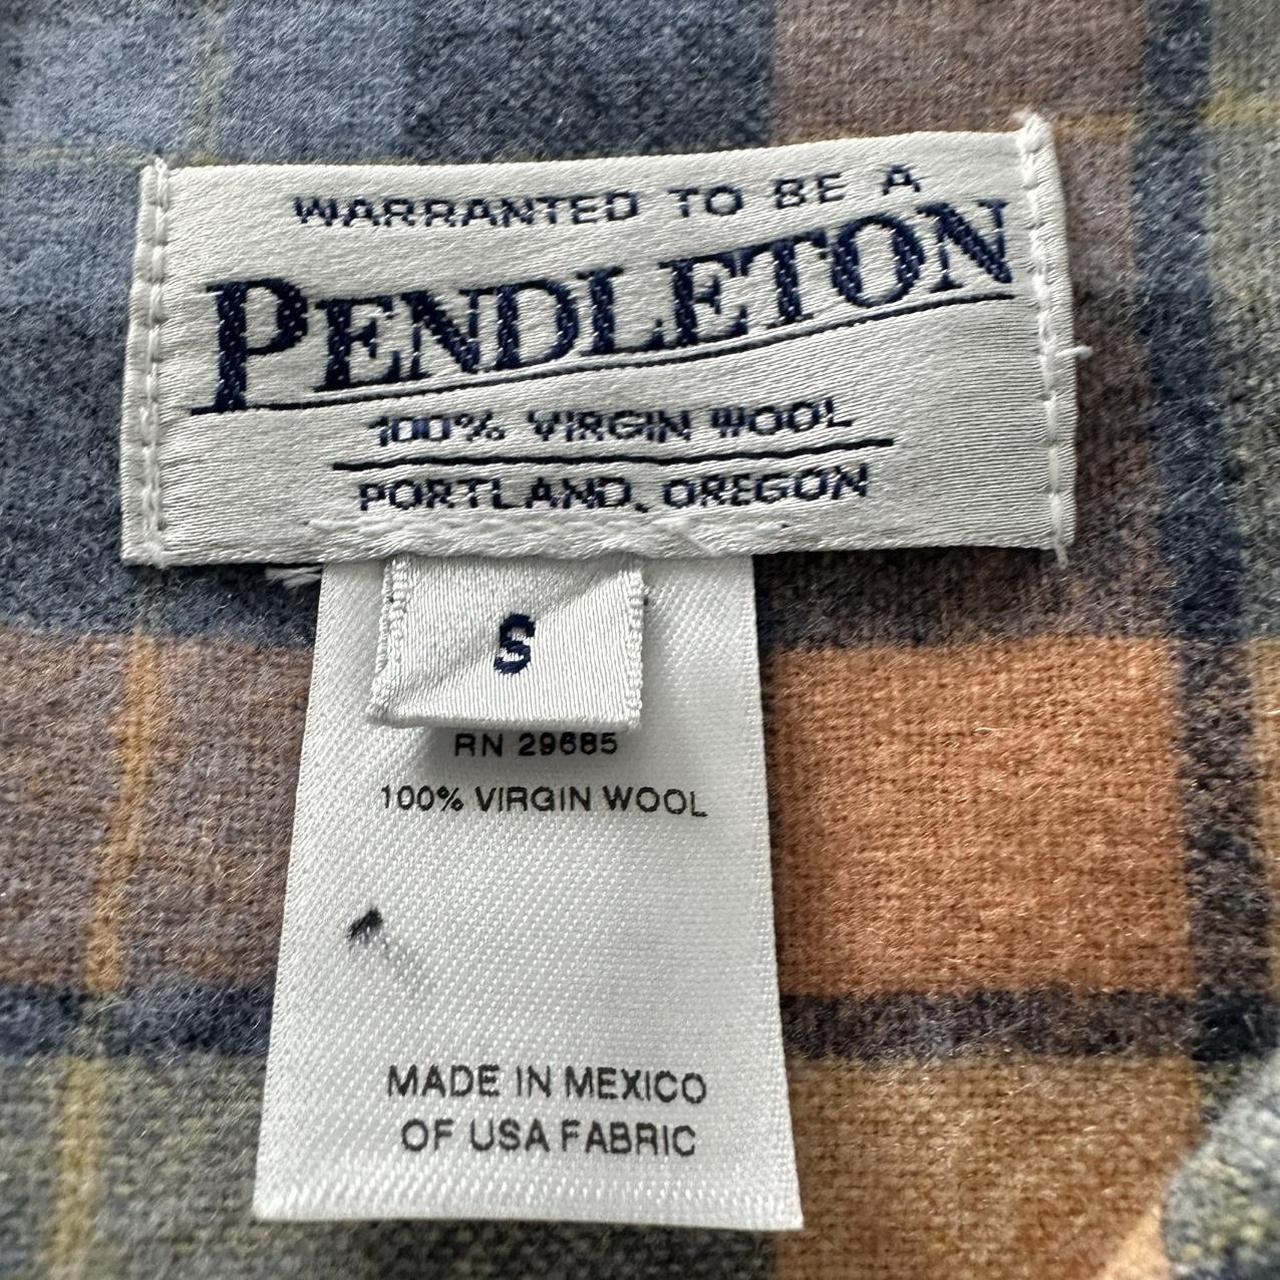 WARRANTED TO BE A
PENDLETON
100% VIRGIN WOOL
PORTLAND, OREGON
S
RN 29685
100% VIRGIN WOOL
MADE IN MEXICO
OF USA FABRIC